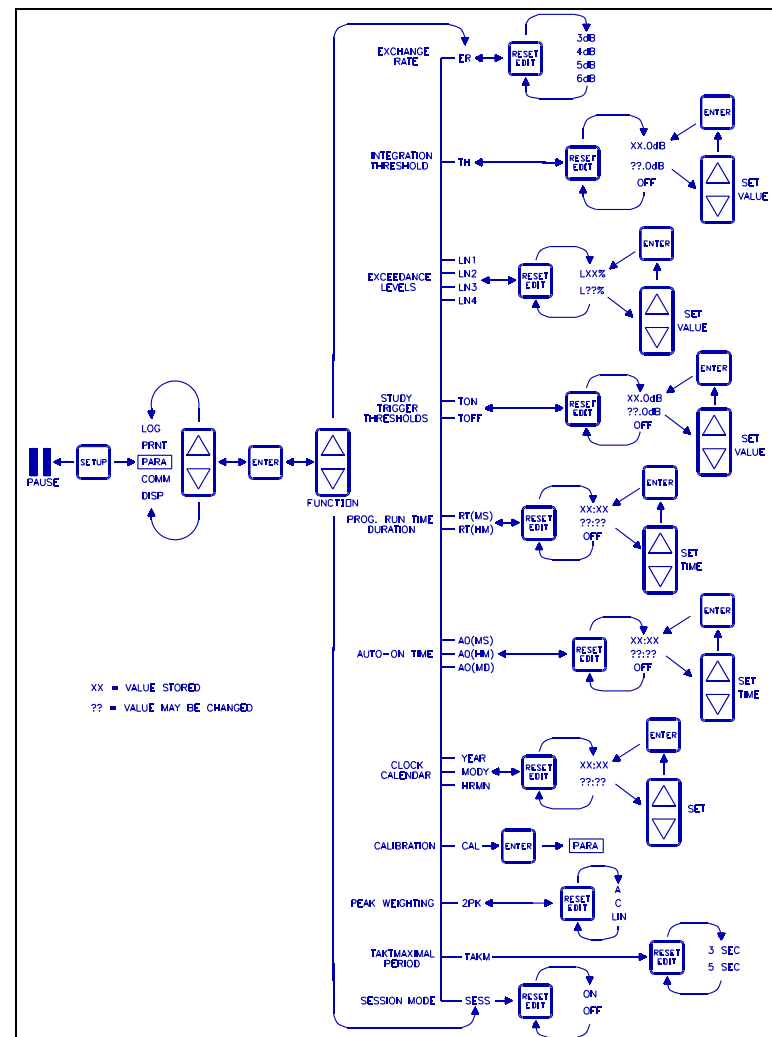 EXCHANGE
RATE
ER
RESET
EDIT
3dB
4dB
5dB
6dB
INTEGRATION
THRESHOLD
TH
RESET
EDIT
XX.0dB
??.0dB
OFF
ENTER
SET
VALUE
EXCEEDANCE
LEVELS
LN1
LN2
LN3
LN4
RESET
EDIT
LXX%
L??%
ENTER
SET
VALUE
STUDY
TRIGGER
THRESHOLDS
TON
TOFF
RESET
EDIT
XX.0dB
??.0dB
OFF
ENTER
SET
VALUE
PAUSE
SETUP
LOG
PRNT
PARA
COMM
DISP
ENTER
FUNCTION
PROG. RUN TIME
DURATION
RT(MS)
RT(HM)
RESET
EDIT
XX:XX
??:??
OFF
ENTER
SET
TIME
AUTO-ON TIME
AO(MS)
AO(HM)
AO(MD)
RESET
EDIT
XX:XX
??:??
OFF
ENTER
SET
TIME
XX = VALUE STORED
?? = VALUE MAY BE CHANGED
CLOCK
CALENDAR
YEAR
MODY
HRMN
RESET
EDIT
XX:XX
??:??
ENTER
SET
CALIBRATION
CAL
ENTER
PARA
PEAK WEIGHTING
2PK
RESET
EDIT
A
C
LIN
TAKTMAXIMAL
PERIOD
TAKM
RESET
EDIT
3 SEC
5 SEC
SESSION MODE
SESS
RESET
EDIT
ON
OFF